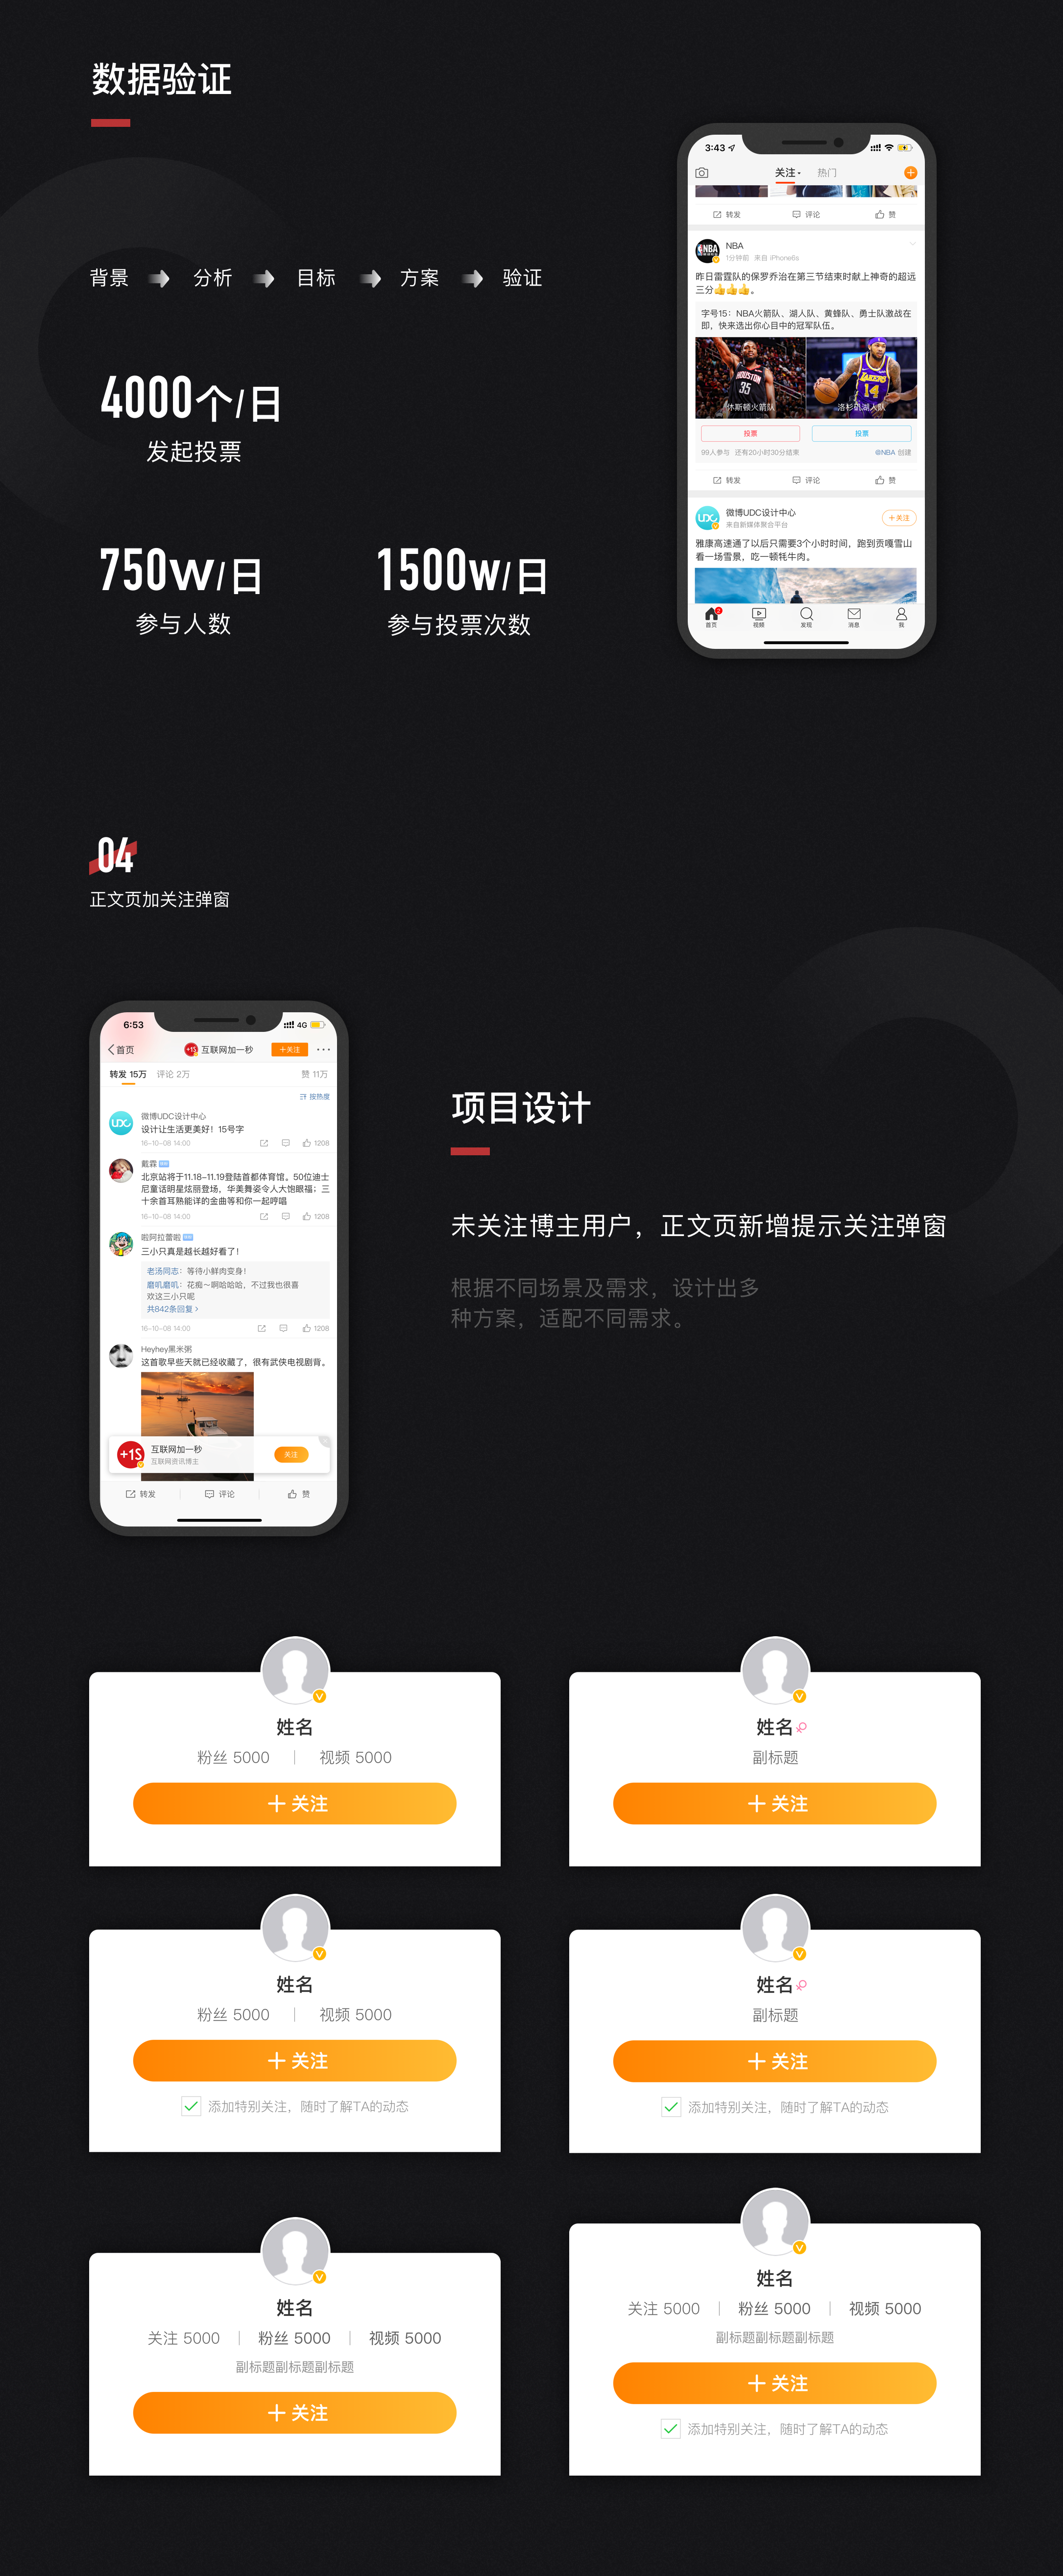 数据验证
背景
分析
目标
方案
验证
4000个/日
发起投票
750W/日
参与人数
1500w/日
参与投票次数
3:43
关注
热门
转发
评论
赞
NBA
1分钟前 来自 iPhone6s
昨日雷霆队的保罗乔治在第三节结束时献上神奇的超远
三分👍👍👍。
字号15：NBA火箭队、湖人队、黄蜂队、勇士队激战在
即，快来选出你心目中的冠军队伍。
HOUSTON
35
14
休斯顿火箭队
洛杉矶湖人队
投票
投票
99人参与 还有20小时30分结束
@NBA 创建
转发
评论
赞
UDC
微博UDC设计中心
来自新媒体聚合平台
+关注
雅康高速通了以后只需要3个小时时间，跑到贡嘎雪山
看一场雪景，吃一顿牦牛肉。
2
首页
视频
发现
消息
我
04
正文页加关注弹窗
6:53
4G
首页
+1S
互联网加一秒
+关注
转发 15万
评论 2万
赞 11万
按热度
UDC
微博UDC设计中心
设计让生活更美好！15号字
16-10-08 14:00
1208
戴霖
北京站将于11.18-11.19登陆首都体育馆。50位迪士
尼童话明星炫丽登场，华美舞姿令人大饱眼福；三
十余首耳熟能详的金曲等和你一起哼唱
16-10-08 14:00
1208
啦阿拉蕾啦
三小只真是越长越好看了！
老汤同志：等待小鲜肉变身！
磨叽磨叽：花痴～啊哈哈哈，不过我也很喜
欢这三小只呢
共842条回复
16-10-08 14:00
1208
Heyhey黑米粥
这首歌早些天就已经收藏了，很有武侠电视剧背。
+1S
互联网加一秒
互联网资讯博主
关注
转发
评论
赞
项目设计
未关注博主用户，正文页新增提示关注弹窗
根据不同场景及需求，设计出多
种方案，适配不同需求。
姓名
粉丝 5000
视频 5000
+ 关注
姓名
副标题
+ 关注
姓名
粉丝 5000
视频 5000
+ 关注
添加特别关注，随时了解TA的动态
姓名
副标题
+ 关注
添加特别关注，随时了解TA的动态
姓名
关注 5000
粉丝 5000
视频 5000
副标题副标题副标题
+ 关注
姓名
关注 5000
粉丝 5000
视频 5000
副标题副标题副标题
+ 关注
添加特别关注，随时了解TA的动态